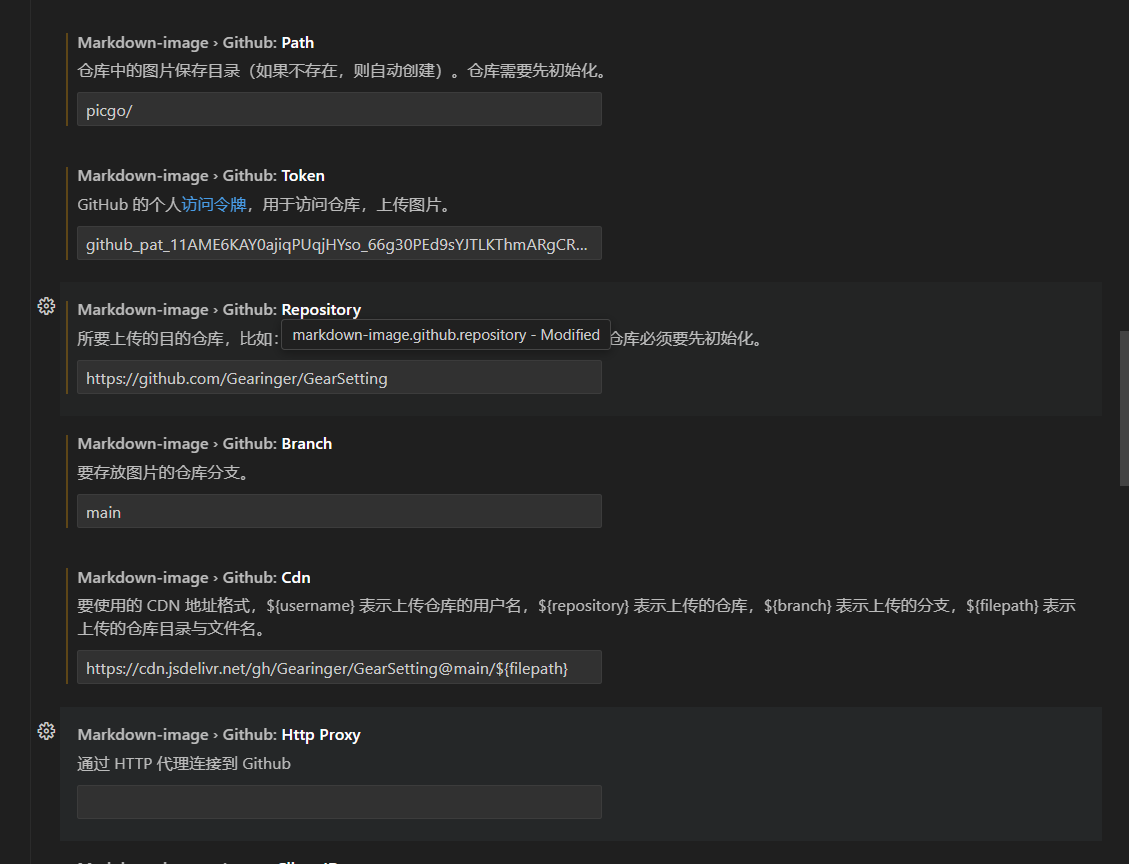 Markdown-image › Github: Path
仓库中的图片保存目录（如果不存在，则自动创建）。仓库需要先初始化。
picgo/
Markdown-image › Github: Token
GitHub 的个人访问令牌，用于访问仓库，上传图片。
github_pat_11AME6KAY0ajiqPUqjHYso_66g30PEd9sYJTLKThmARgCR...
Markdown-image › Github: Repository
所要上传的目的仓库，比如：
markdown-image.github.repository - Modified
仓库必须要先初始化。
https://github.com/Gearinger/GearSetting
Markdown-image › Github: Branch
要存放图片的仓库分支。
main
Markdown-image › Github: Cdn
要使用的 CDN 地址格式，${username} 表示上传仓库的用户名，${repository} 表示上传的仓库，${branch} 表示上传的分支，${filepath} 表示
上传的仓库目录与文件名。
https://cdn.jsdelivr.net/gh/Gearinger/GearSetting@main/${filepath}
Markdown-image › Github: Http Proxy
通过 HTTP 代理连接到 Github